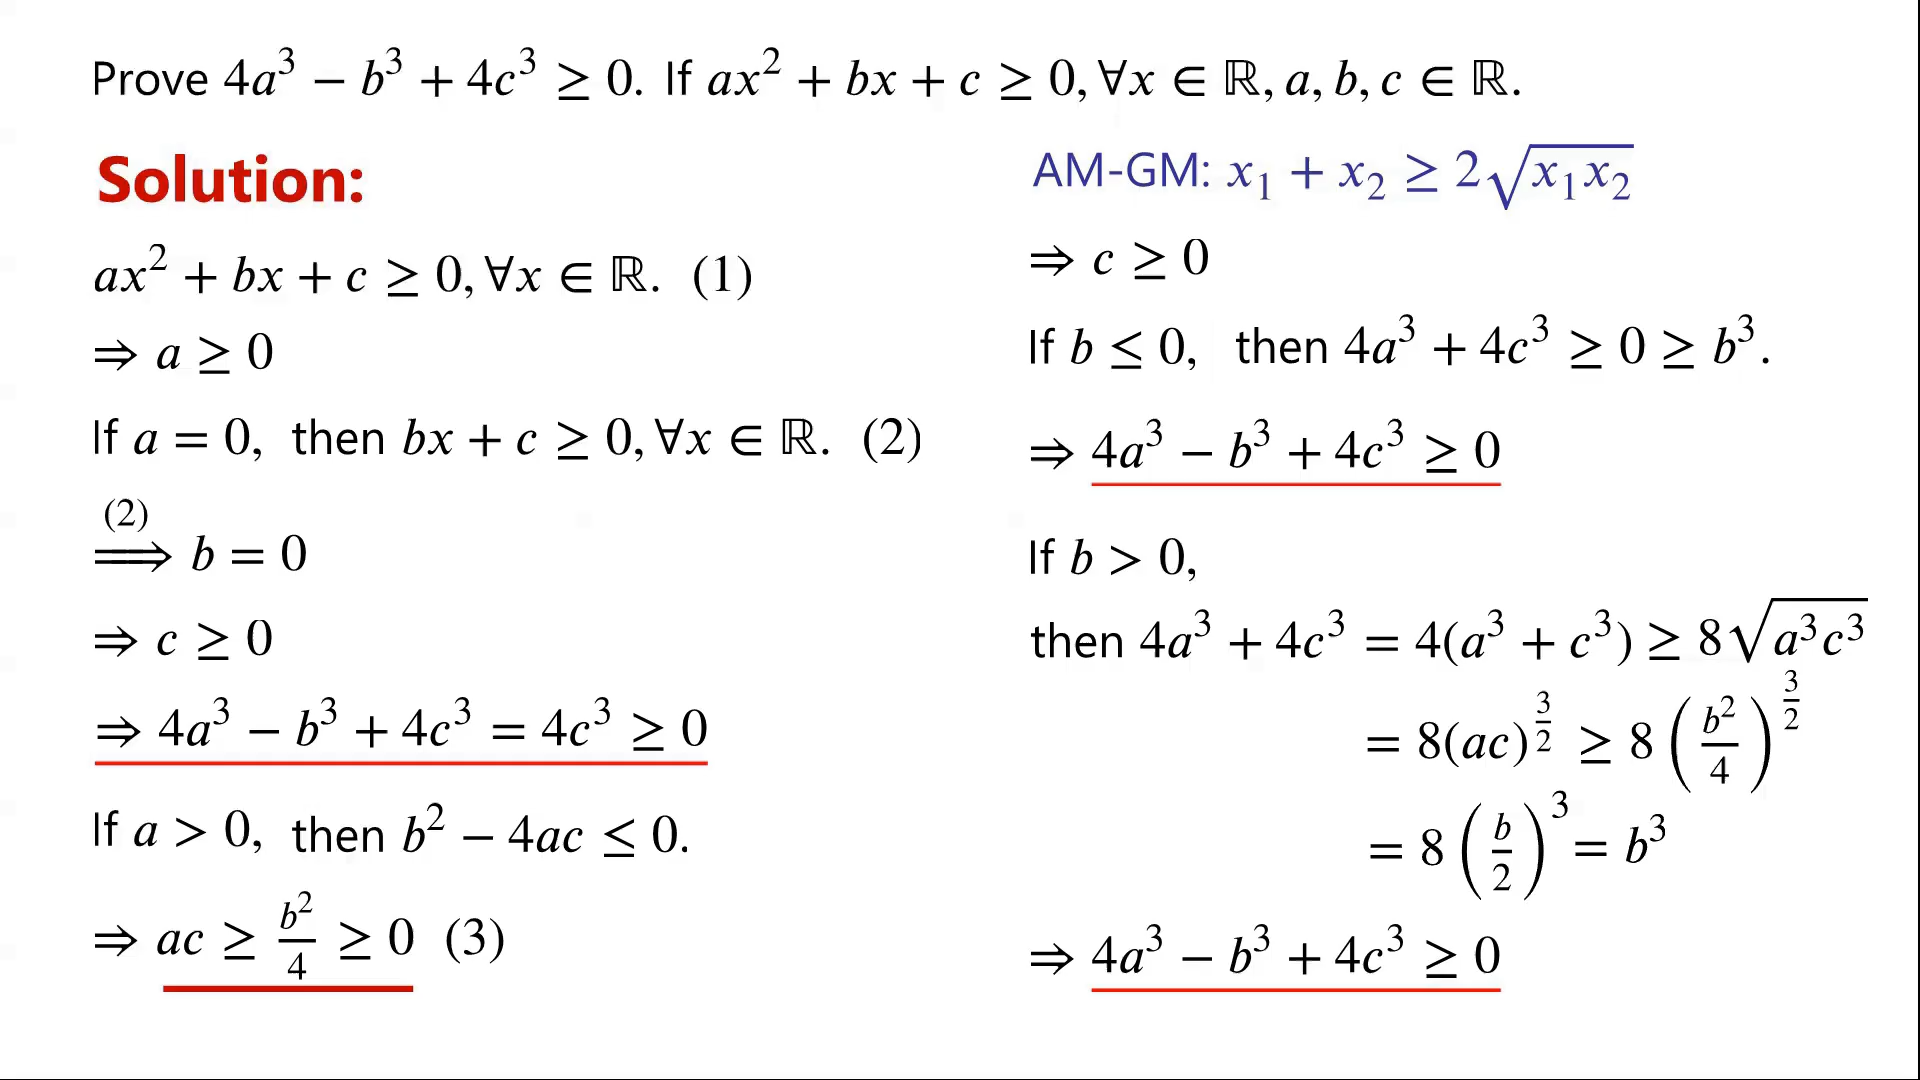 Prove 4a³ − b³ + 4c³ ≥ 0. If ax² + bx + c ≥ 0, ∀x ∈ ℝ, a, b, c ∈ ℝ.
Solution:
ax² + bx + c ≥ 0, ∀x ∈ ℝ. (1)
⇒ a ≥ 0
If a = 0, then bx + c ≥ 0, ∀x ∈ ℝ. (2)
(2)
⟹ b = 0
⇒ c ≥ 0
⇒ 4a³ − b³ + 4c³ = 4c³ ≥ 0
If a > 0, then b² − 4ac ≤ 0.
⇒ ac ≥ b²/4 ≥ 0 (3)
AM-GM: x₁ + x₂ ≥ 2√(x₁x₂)
⇒ c ≥ 0
If b ≤ 0, then 4a³ + 4c³ ≥ 0 ≥ b³.
⇒ 4a³ − b³ + 4c³ ≥ 0
If b > 0,
then 4a³ + 4c³ = 4(a³ + c³) ≥ 8√(a³c³)
= 8(ac)^(3/2) ≥ 8(b²/4)^(3/2)
= 8(b/2)³ = b³
⇒ 4a³ − b³ + 4c³ ≥ 0